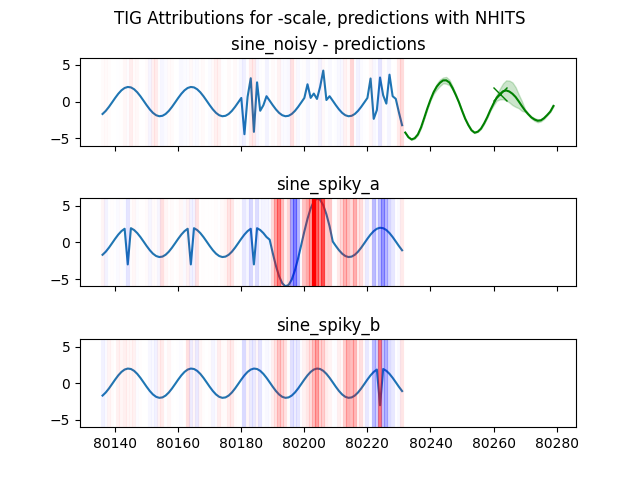 TIG Attributions for -scale, predictions with NHITS
sine_noisy - predictions
5
0
−5
sine_spiky_a
5
0
−5
sine_spiky_b
5
0
−5
80140 80160 80180 80200 80220 80240 80260 80280